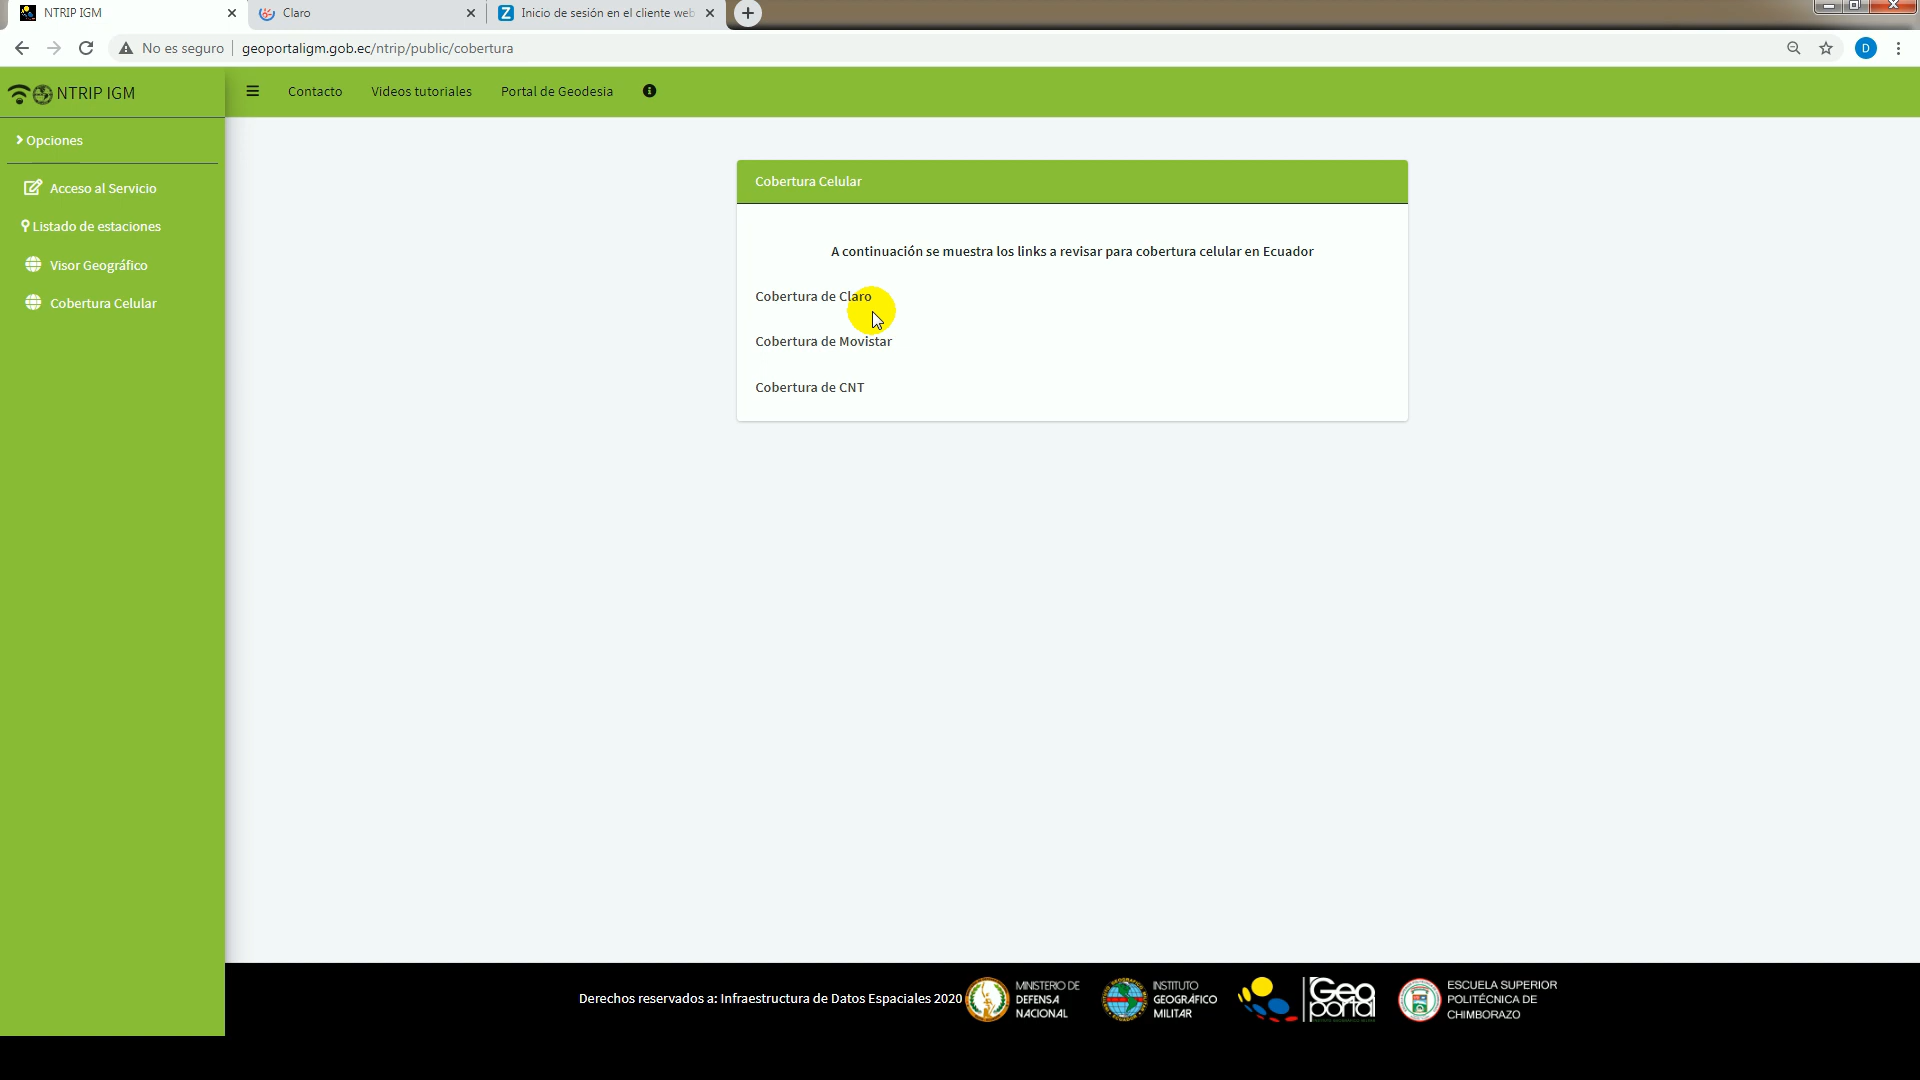 NTRIP IGM
Claro
Inicio de sesión en el cliente web
No es seguro
geoportaligm.gob.ec/ntrip/public/cobertura
D
NTRIP IGM
Contacto
Videos tutoriales
Portal de Geodesia
Opciones
Acceso al Servicio
Listado de estaciones
Visor Geográfico
Cobertura Celular
Cobertura Celular
A continuación se muestra los links a revisar para cobertura celular en Ecuador
Cobertura de Claro
Cobertura de Movistar
Cobertura de CNT
Derechos reservados a: Infraestructura de Datos Espaciales 2020
MINISTERIO DE
DEFENSA
NACIONAL
INSTITUTO
GEOGRÁFICO
MILITAR
Geo
portal
ESCUELA SUPERIOR
POLITÉCNICA DE
CHIMBORAZO